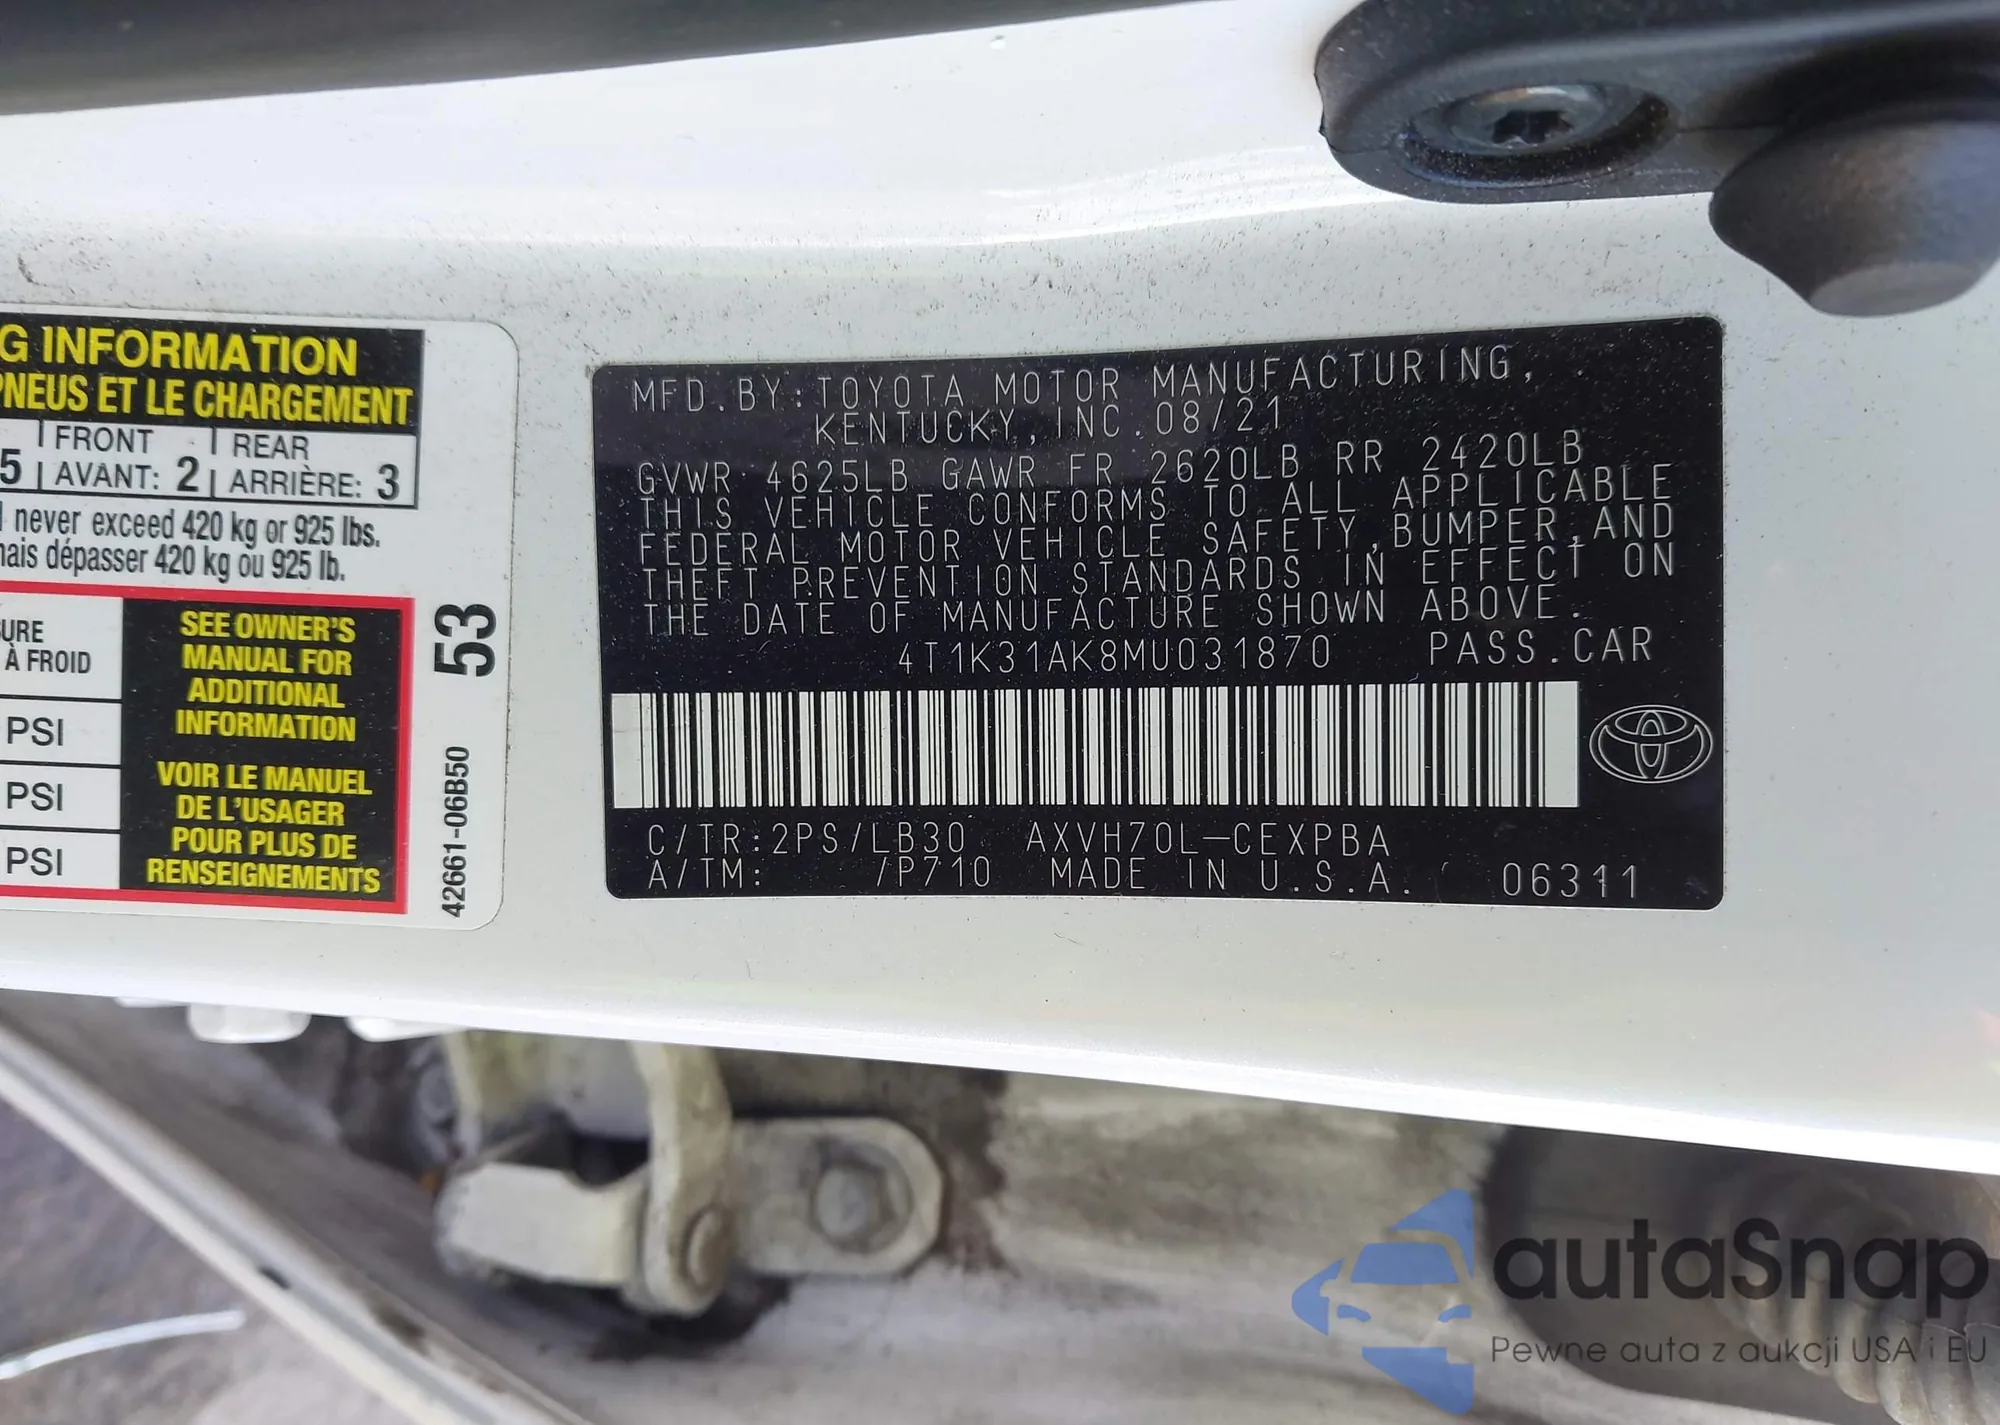 G INFORMATION
PNEUS ET LE CHARGEMENT
5 FRONT AVANT: 2 REAR ARRIÈRE: 3
never exceed 420 kg or 925 lbs.
mais dépasser 420 kg ou 925 lb.
À FROID
PSI
PSI
PSI
SEE OWNER'S
MANUAL FOR
ADDITIONAL
INFORMATION
VOIR LE MANUEL
DE L'USAGER
POUR PLUS DE
RENSEIGNEMENTS
53
42661-06B50
MFD.BY:TOYOTA MOTOR MANUFACTURING,
KENTUCKY,INC.08/21
GVWR 4625LB GAWR FR 2620LB RR 2420LB
THIS VEHICLE CONFORMS TO ALL APPLICABLE
FEDERAL MOTOR VEHICLE SAFETY,BUMPER,AND
THEFT PREVENTION STANDARDS IN EFFECT ON
THE DATE OF MANUFACTURE SHOWN ABOVE.
4T1K31AK8MU031870 PASS.CAR
C/TR:2PS/LB30 AXVH70L-CEXPBA
A/TM: /P710 MADE IN U.S.A. 06311
autaSnap
Pewne auta z aukcji USA i EU